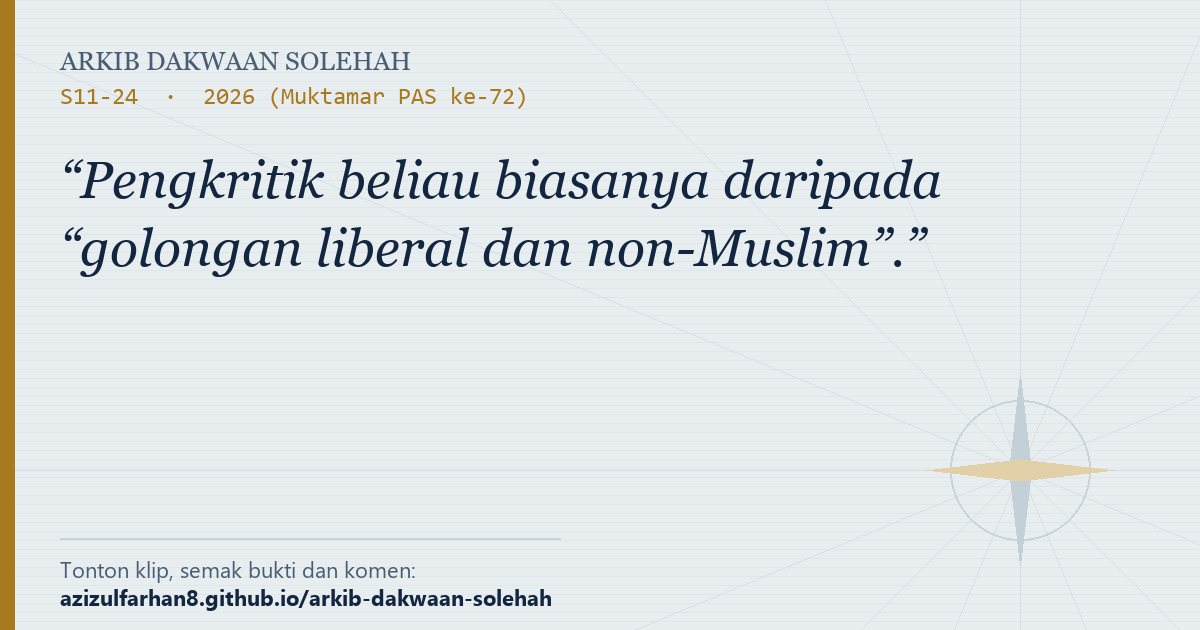 ARKIB DAKWAAN SOLEHAH
S11-24 · 2026 (Muktamar PAS ke-72)
“Pengkritik beliau biasanya daripada
“golongan liberal dan non-Muslim”.”
Tonton klip, semak bukti dan komen:
azizulfarhan8.github.io/arkib-dakwaan-solehah